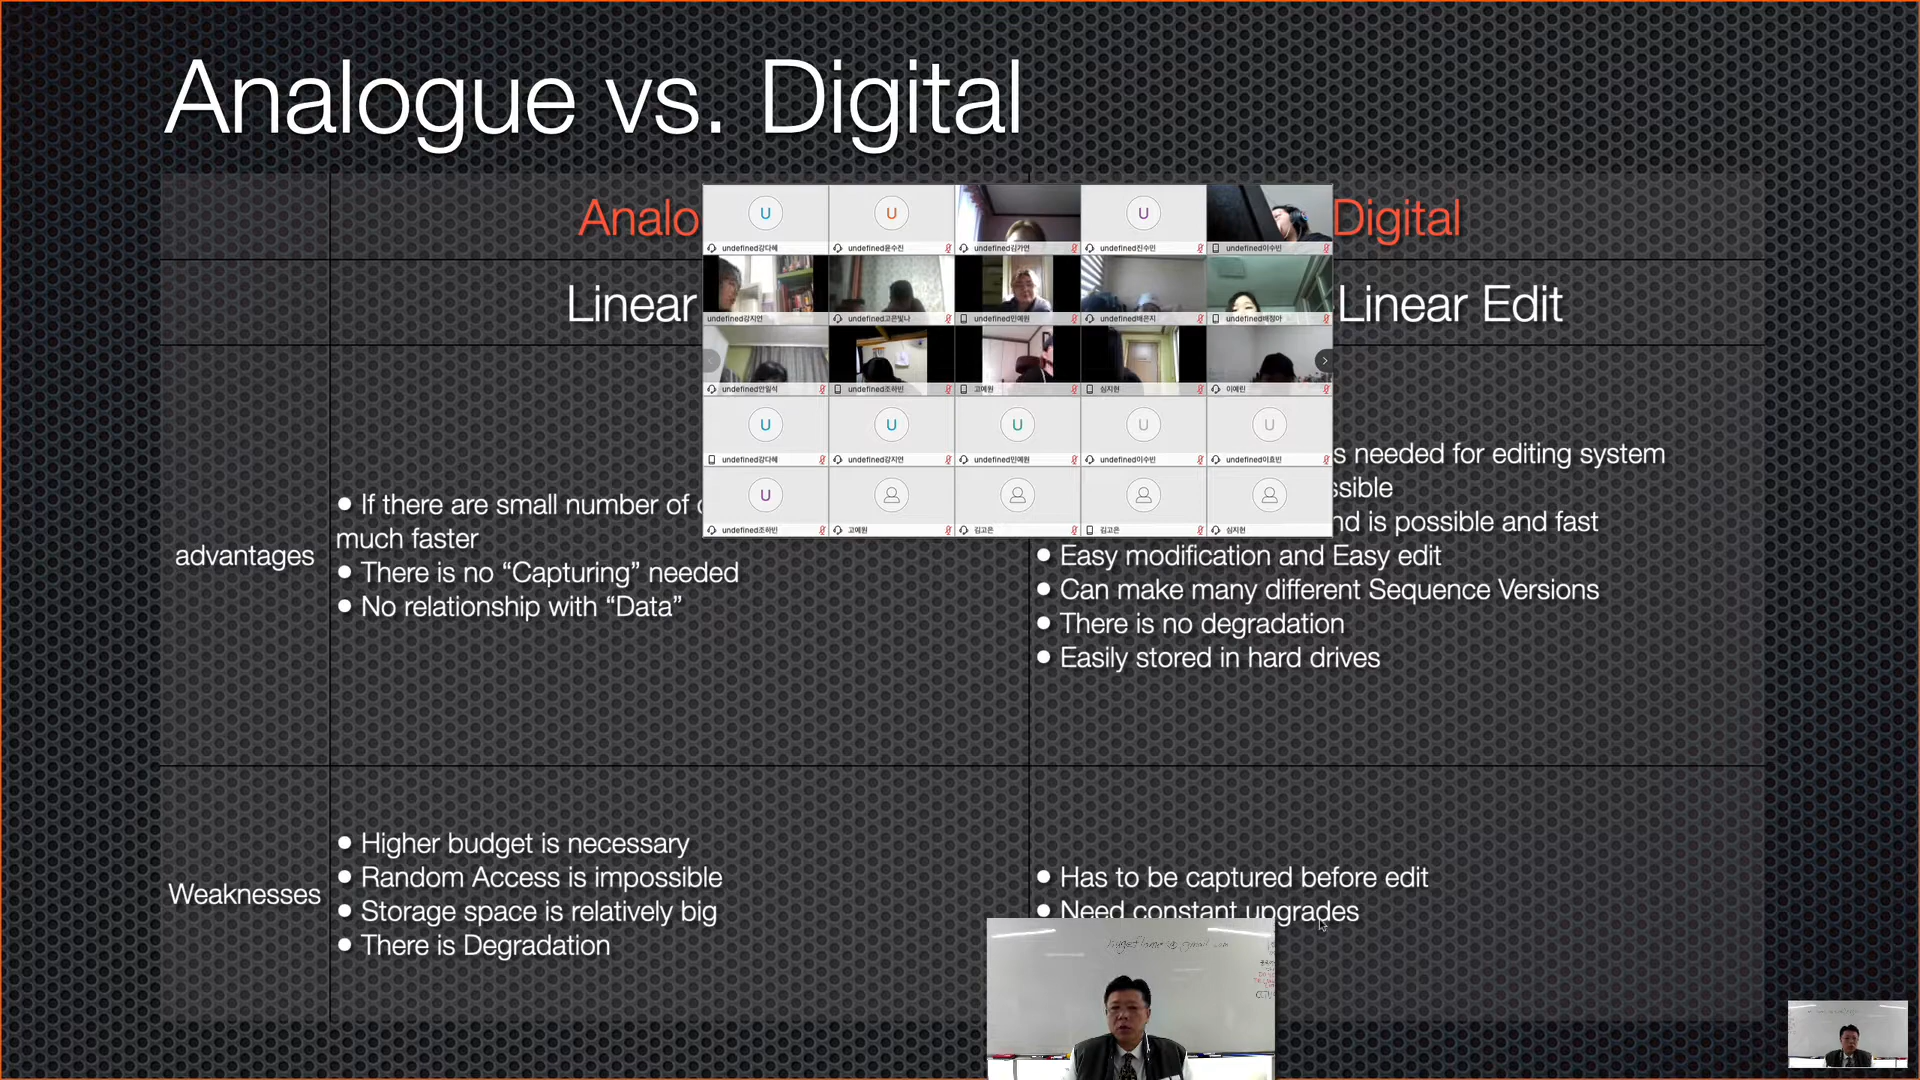 Analogue vs. Digital
Analo
Digital
Linear
Linear Edit
advantages
● If there are small number of
much faster
● There is no “Capturing” needed
● No relationship with “Data”
s needed for editing system
ssible
nd is possible and fast
● Easy modification and Easy edit
● Can make many different Sequence Versions
● There is no degradation
● Easily stored in hard drives
Weaknesses
● Higher budget is necessary
● Random Access is impossible
● Storage space is relatively big
● There is Degradation
● Has to be captured before edit
● Need constant upgrades
U U U
undefined강다혜 undefined윤수진 undefined김가연 undefined진수민 undefined이수빈
undefined강지연 undefined고은빛나 undefined민예원 undefined배은지 undefined배정아
undefined안일석 undefined조하빈 고예원 심지현 이예린
U U U U U
undefined강다혜 undefined강지연 undefined민예원 undefined이수빈 undefined이효빈
U
undefined조하빈 고예원 김고은 김고은 심지현